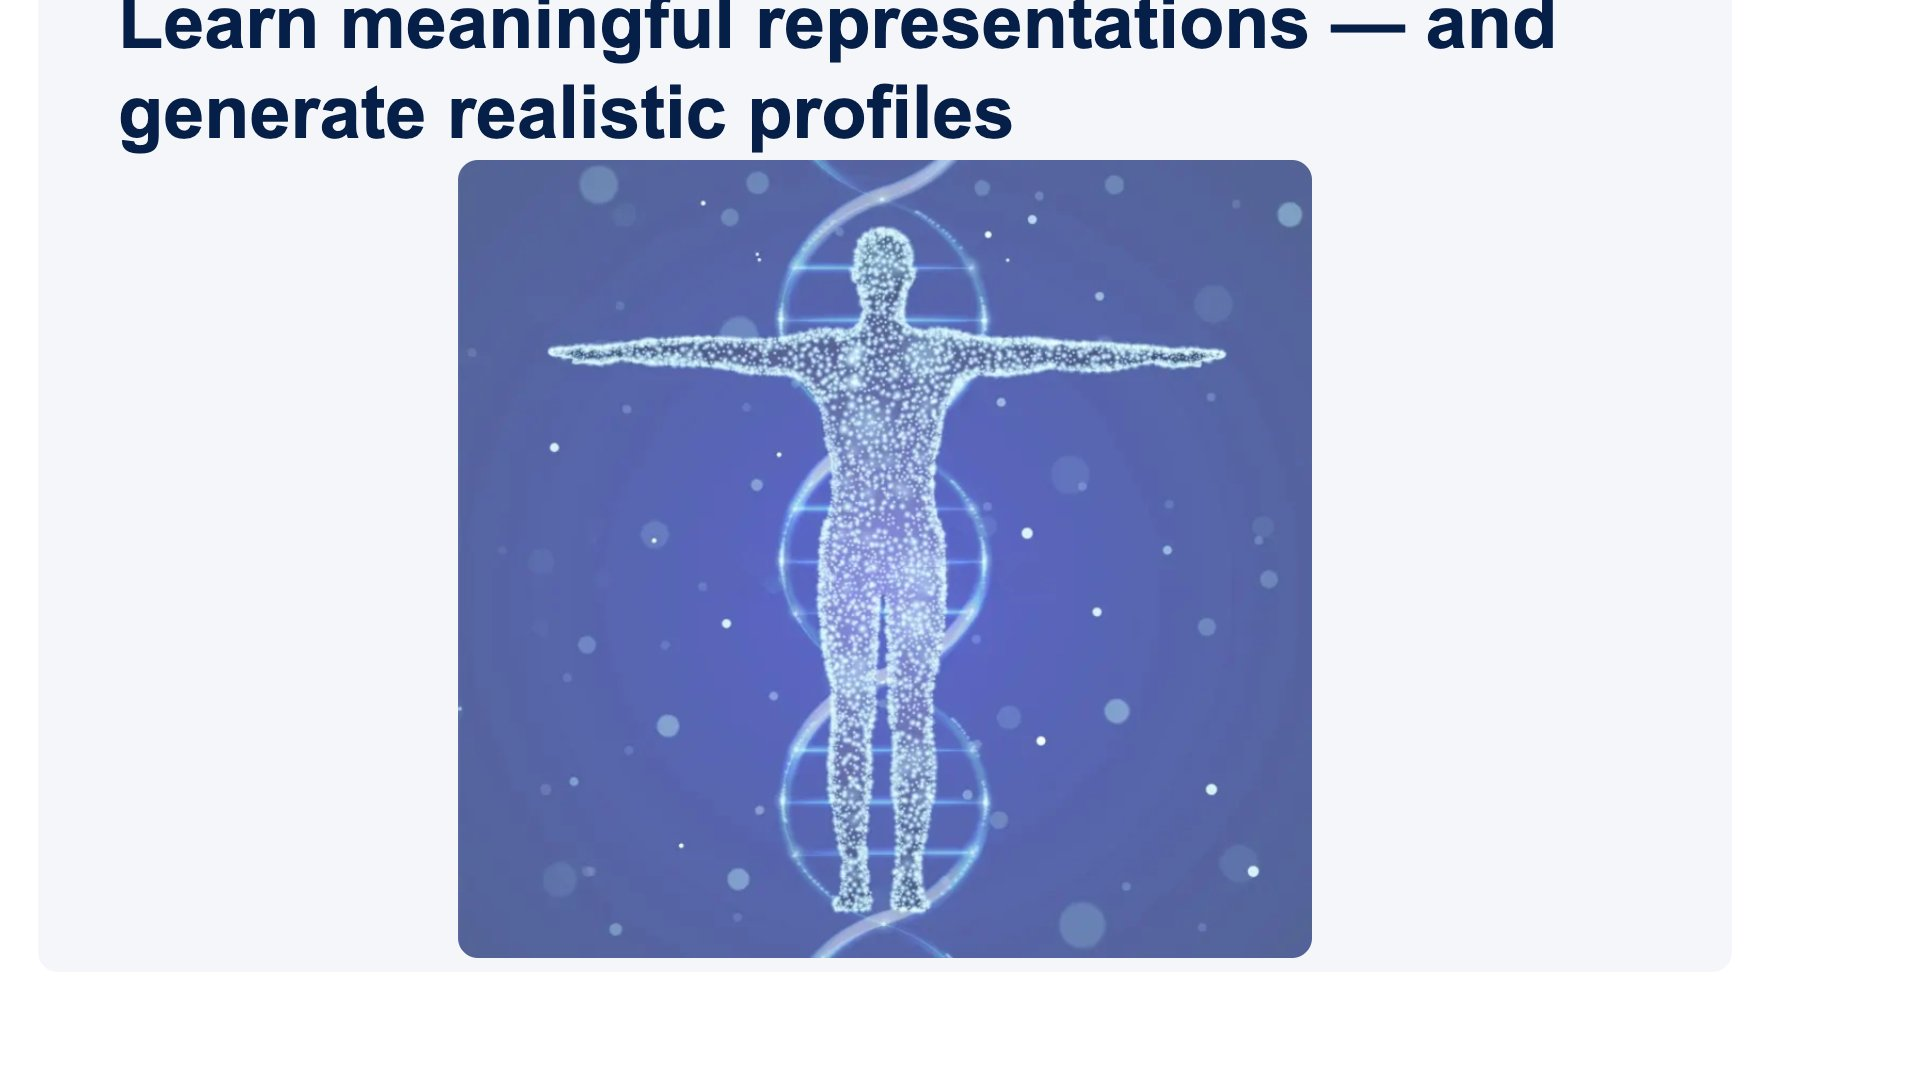 Learn meaningful representations — and
generate realistic profiles